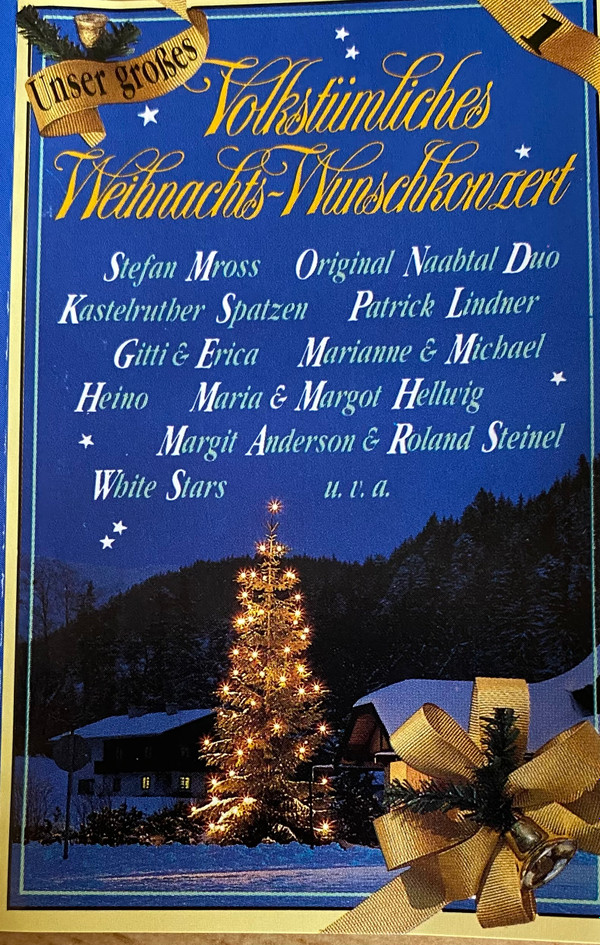 Unser großes
1
Volkstümliches
Weihnachts-Wunschkonzert
Stefan Mross Original Naabtal Duo
Kastelruther Spatzen Patrick Lindner
Gitti & Erica Marianne & Michael
Heino Maria & Margot Hellwig
Margit Anderson & Roland Steinel
White Stars u. v. a.